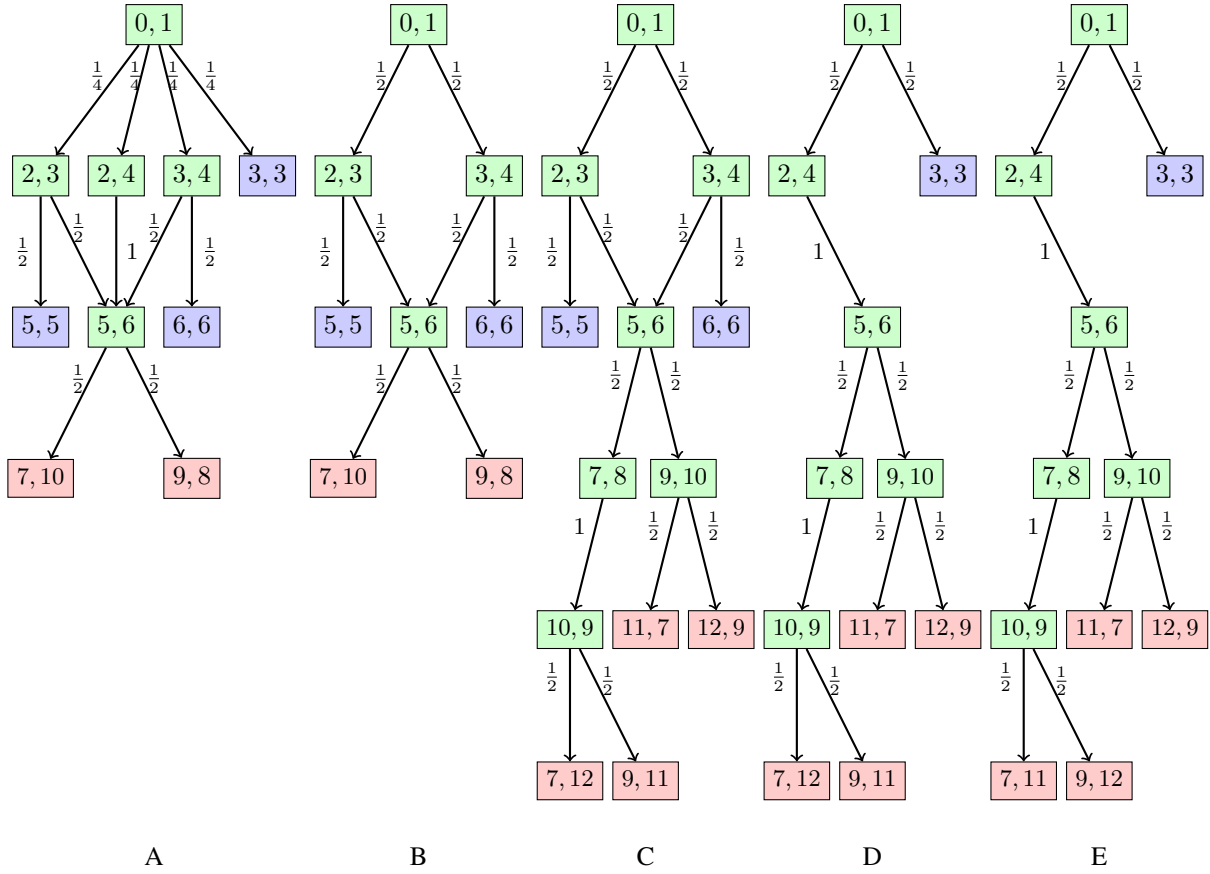 0, 1 0, 1 0, 1 0, 1 0, 1
1/4 1/4 1/4 1/4 1/2 1/2 1/2 1/2 1/2 1/2 1/2 1/2
2, 3 2, 4 3, 4 3, 3 2, 3 3, 4 2, 3 3, 4 2, 4 3, 3 2, 4 3, 3
1/2 1/2 1 1/2 1/2 1/2 1/2 1/2 1/2 1/2 1/2 1/2 1/2 1 1
5, 5 5, 6 6, 6 5, 5 5, 6 6, 6 5, 5 5, 6 6, 6 5, 6 5, 6
1/2 1/2 1/2 1/2 1/2 1/2 1/2 1/2 1/2 1/2
7, 10 9, 8 7, 10 9, 8 7, 8 9, 10 7, 8 9, 10 7, 8 9, 10
1 1/2 1/2 1 1/2 1/2 1 1/2 1/2
10, 9 11, 7 12, 9 10, 9 11, 7 12, 9 10, 9 11, 7 12, 9
1/2 1/2 1/2 1/2 1/2 1/2
7, 12 9, 11 7, 12 9, 11 7, 11 9, 12
A B C D E